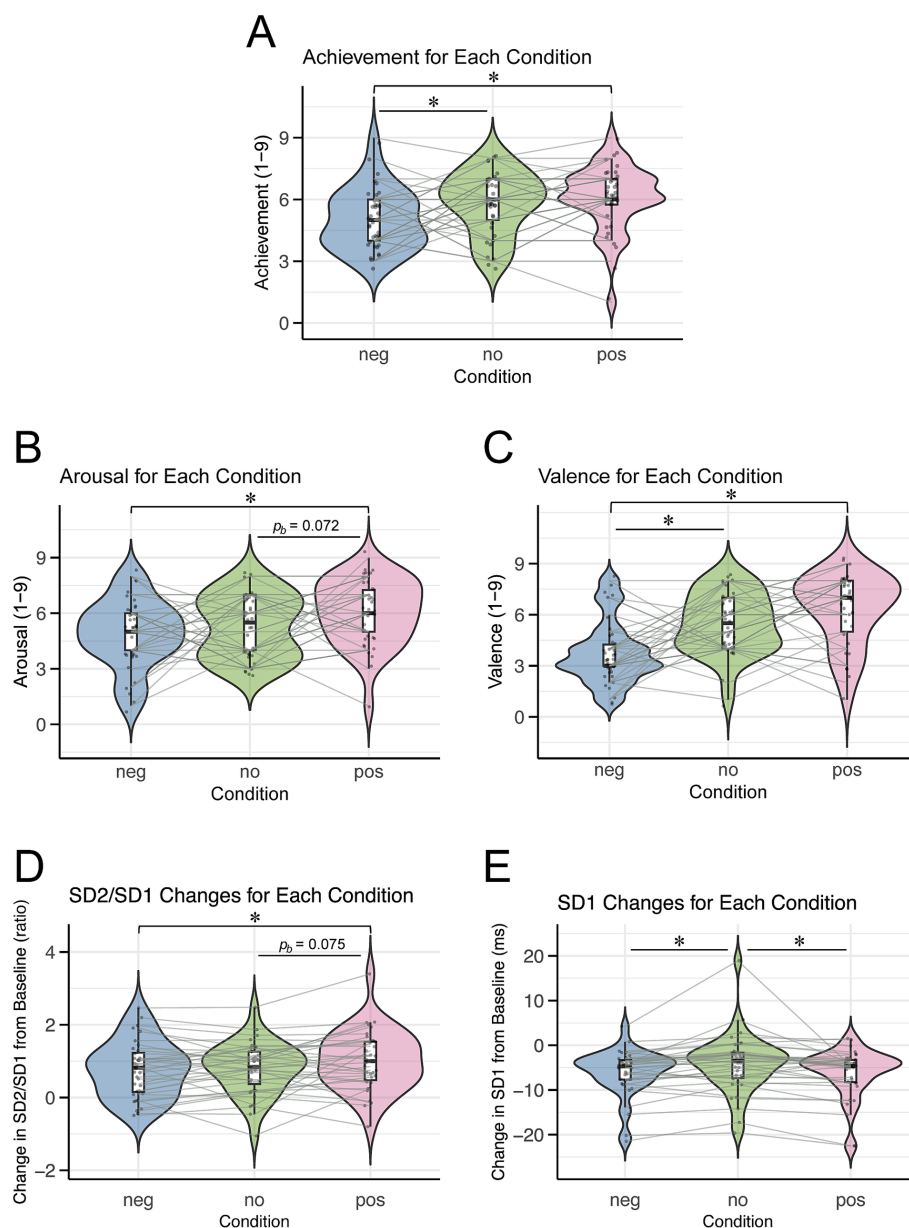 A
Achievement for Each Condition
*
*
Achievement (1−9)
9
6
3
0
neg no pos
Condition
B
Arousal for Each Condition
*
pb = 0.072
Arousal (1−9)
9
6
3
0
neg no pos
Condition
C
Valence for Each Condition
*
*
Valence (1−9)
9
6
3
0
neg no pos
Condition
D
SD2/SD1 Changes for Each Condition
*
pb = 0.075
Change in SD2/SD1 from Baseline (ratio)
4
2
0
−2
neg no pos
Condition
E
SD1 Changes for Each Condition
*
*
Change in SD1 from Baseline (ms)
20
10
0
−10
−20
neg no pos
Condition